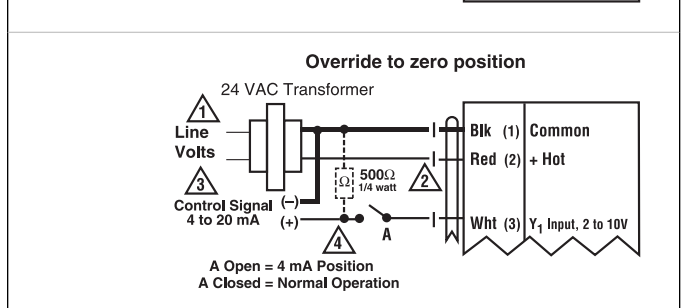 Override to zero position
24 VAC Transformer
1
Line
Volts
Blk (1) Common
Red (2) + Hot
Ω 500Ω
1/4 watt
2
3
Control Signal (–)
4 to 20 mA (+)
Wht (3) Y1 Input, 2 to 10V
4
A
A Open = 4 mA Position
A Closed = Normal Operation